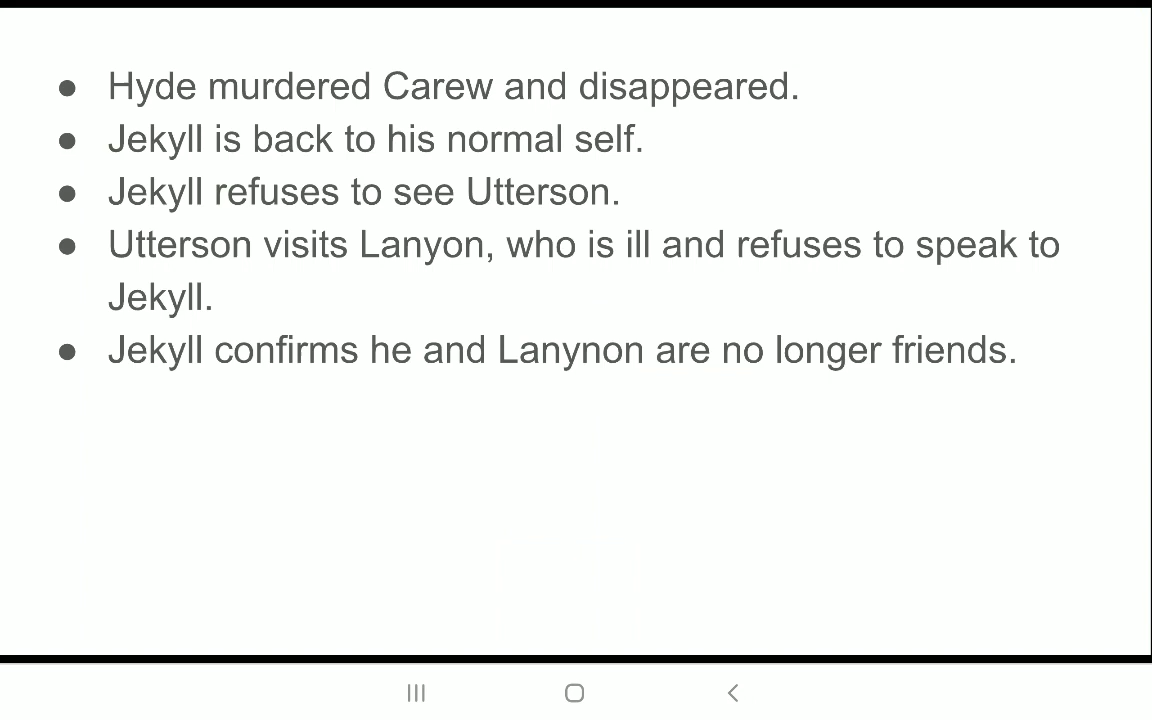 ● Hyde murdered Carew and disappeared.
● Jekyll is back to his normal self.
● Jekyll refuses to see Utterson.
● Utterson visits Lanyon, who is ill and refuses to speak to
Jekyll.
● Jekyll confirms he and Lanynon are no longer friends.